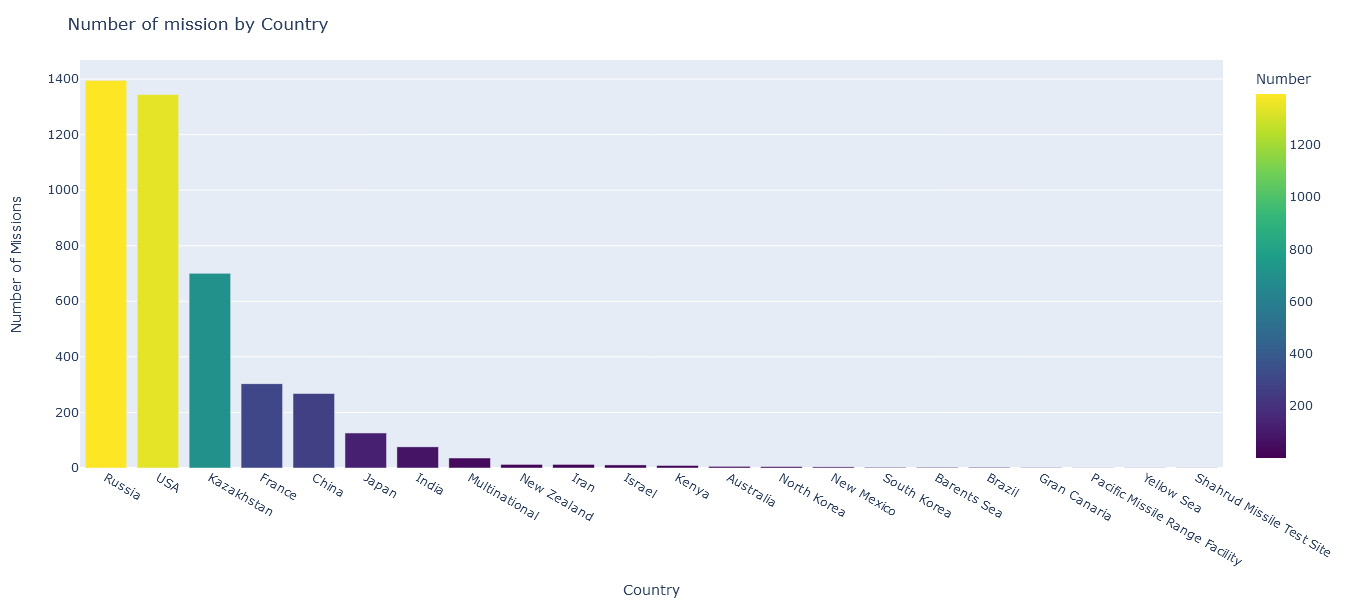 Number of mission by Country
Number of Missions
1400
1200
1000
800
600
400
200
0
Russia
USA
Kazakhstan
France
China
Japan
India
Multinational
New Zealand
Iran
Israel
Kenya
Australia
North Korea
New Mexico
South Korea
Barents Sea
Brazil
Gran Canaria
Pacific Missile Range Facility
Yellow Sea
Shahrud Missile Test Site
Country
Number
1200
1000
800
600
400
200